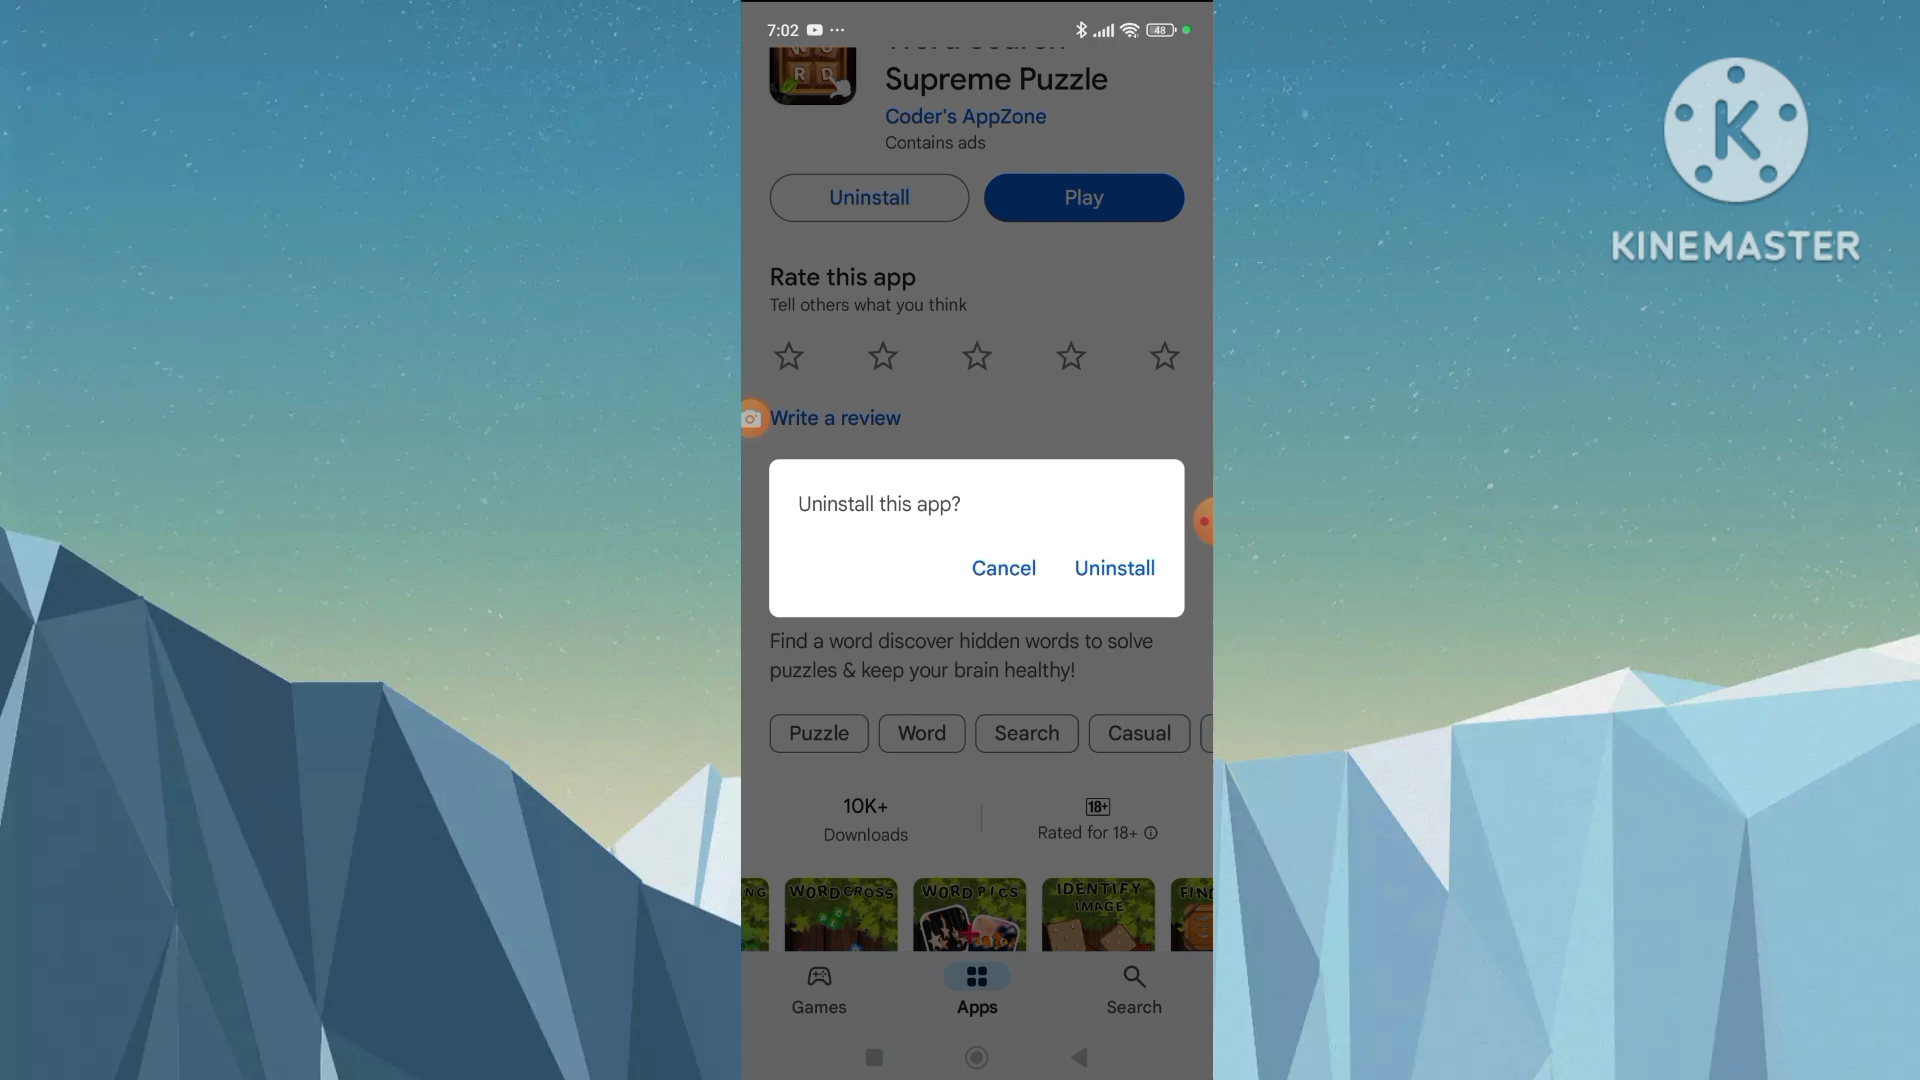 7:02
48
W
R D
Supreme Puzzle
Coder's AppZone
Contains ads
Uninstall
Play
K
KINEMASTER
Rate this app
Tell others what you think
Write a review
Uninstall this app?
Cancel Uninstall
Find a word discover hidden words to solve
puzzles & keep your brain healthy!
Puzzle Word Search Casual
10K+
Downloads
18+
Rated for 18+
NG
WORD CROSS
WORD PICS
IDENTIFY
IMAGE
FIN
Games
Apps
Search